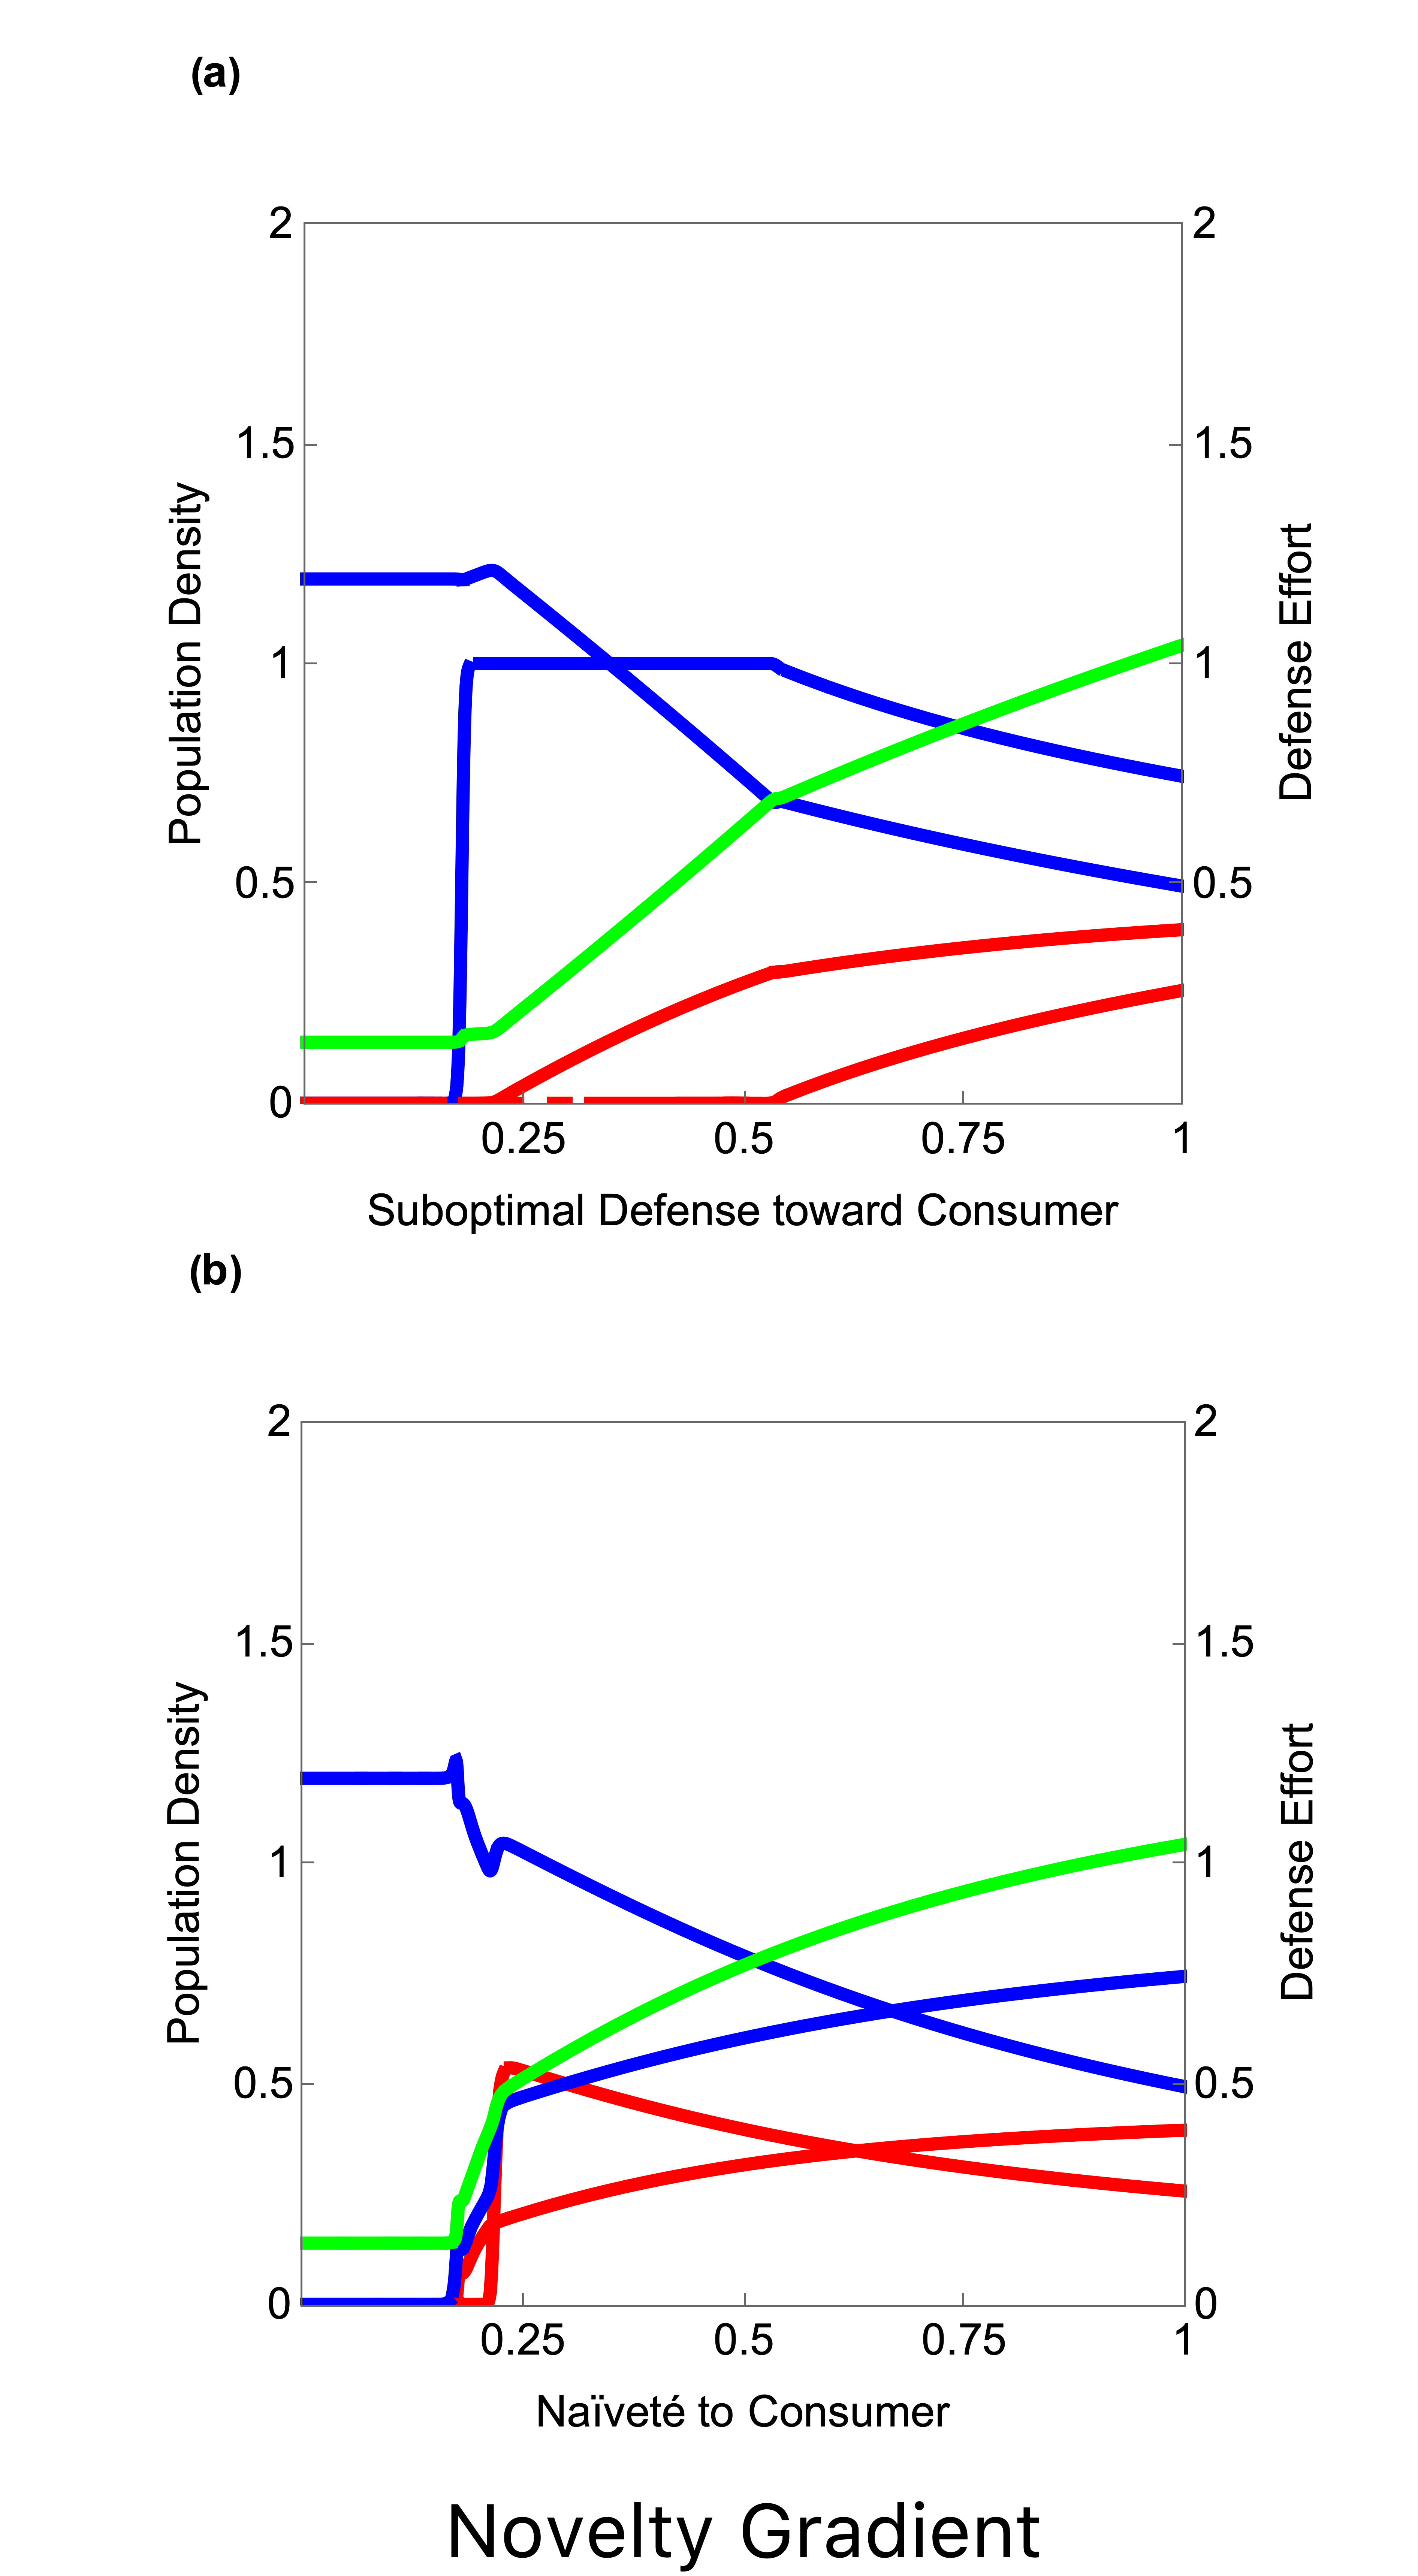 (a)
2 2
1.5 1.5
1 1
0.5 0.5
0
Population Density
Defense Effort
0.25 0.5 0.75 1
Suboptimal Defense toward Consumer
(b)
2 2
1.5 1.5
1 1
0.5 0.5
0 0
Population Density
Defense Effort
0.25 0.5 0.75 1
Naïveté to Consumer
Novelty Gradient